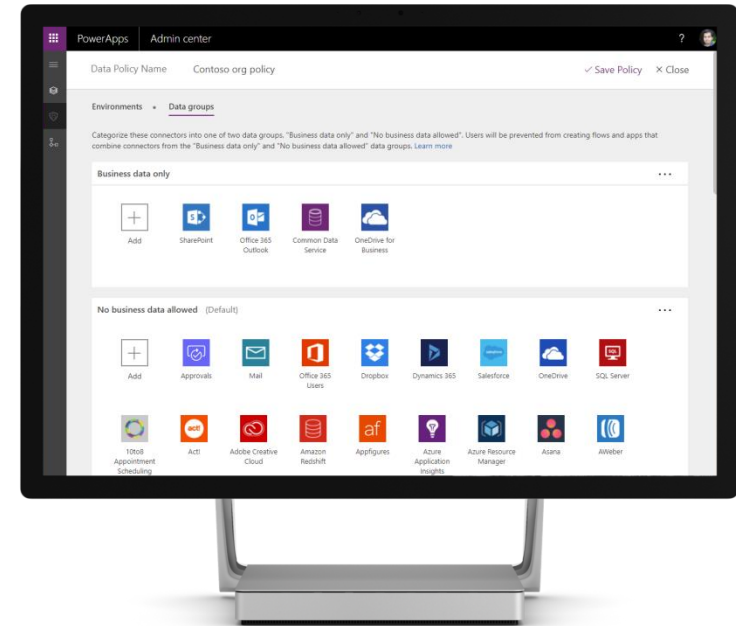 PowerApps Admin center ?
Data Policy Name Contoso org policy ✓ Save Policy × Close
Environments • Data groups
Categorize these connectors into one of two data groups. "Business data only" and "No business data allowed". Users will be prevented from creating flows and apps that
combine connectors from the "Business data only" and "No business data allowed" data groups. Learn more
Business data only ...
Add SharePoint Office 365 Outlook Common Data Service OneDrive for Business
No business data allowed (Default) ...
Add Approvals Mail Office 365 Users Dropbox Dynamics 365 Salesforce OneDrive SQL Server
10to8 Appointment Scheduling Act! Adobe Creative Cloud Amazon Redshift Appfigures Azure Application Insights Azure Resource Manager Asana AWeber